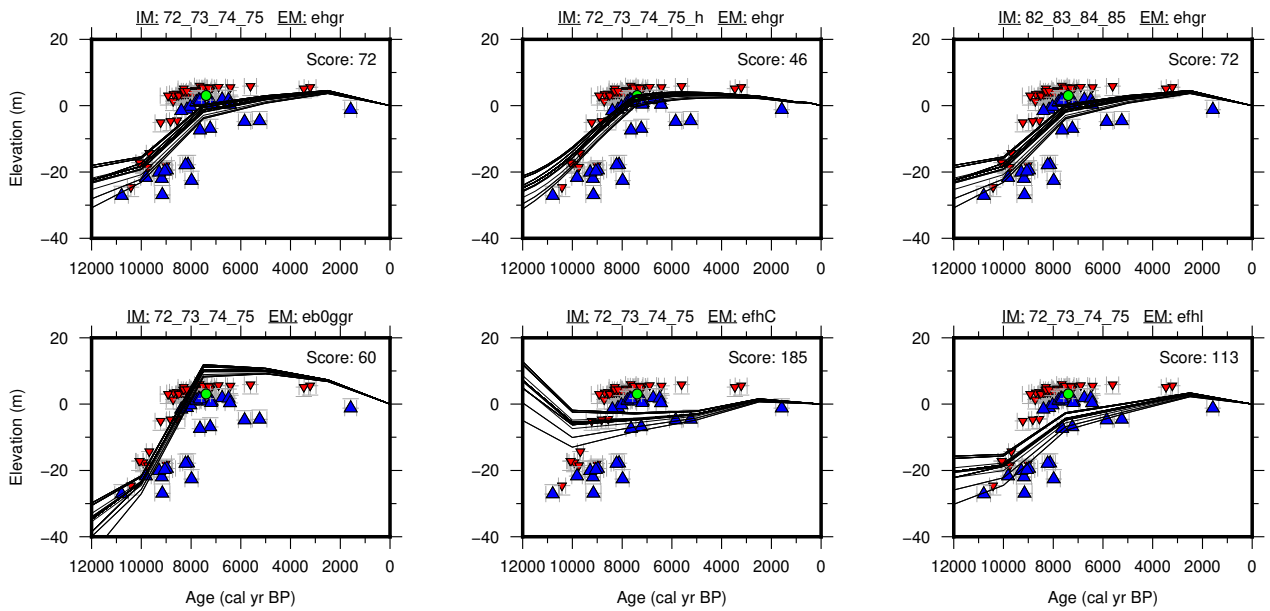 IM: 72_73_74_75 EM: ehgr
IM: 72_73_74_75_h EM: ehgr
IM: 82_83_84_85 EM: ehgr
Score: 72
Score: 46
Score: 72
Elevation (m)
20
0
−20
−40
12000 10000 8000 6000 4000 2000 0
20
0
−20
−40
12000 10000 8000 6000 4000 2000 0
20
0
−20
−40
12000 10000 8000 6000 4000 2000 0
IM: 72_73_74_75 EM: eb0ggr
IM: 72_73_74_75 EM: efhC
IM: 72_73_74_75 EM: efhl
Score: 60
Score: 185
Score: 113
Elevation (m)
20
0
−20
−40
12000 10000 8000 6000 4000 2000 0
20
0
−20
−40
12000 10000 8000 6000 4000 2000 0
20
0
−20
−40
12000 10000 8000 6000 4000 2000 0
Age (cal yr BP)
Age (cal yr BP)
Age (cal yr BP)